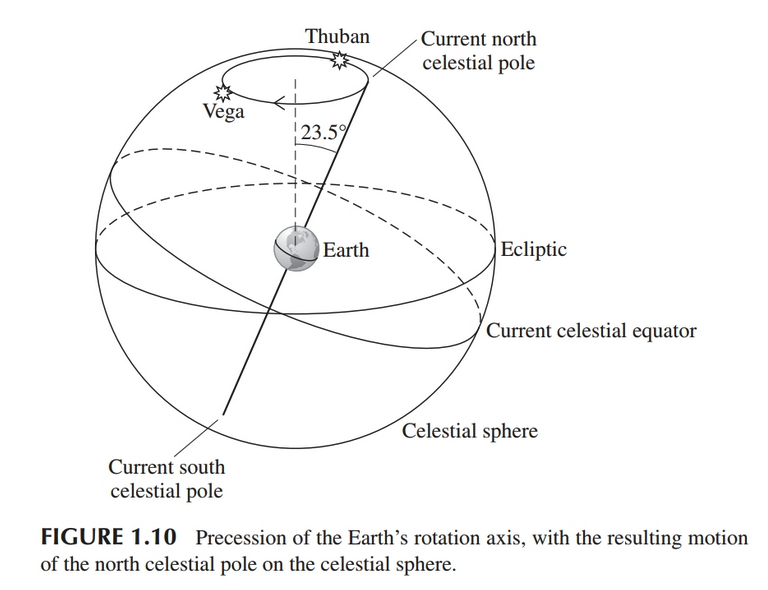 Thuban
Current north
celestial pole
Vega
23.5°
Earth
Ecliptic
Current celestial equator
Celestial sphere
Current south
celestial pole
FIGURE 1.10 Precession of the Earth's rotation axis, with the resulting motion
of the north celestial pole on the celestial sphere.